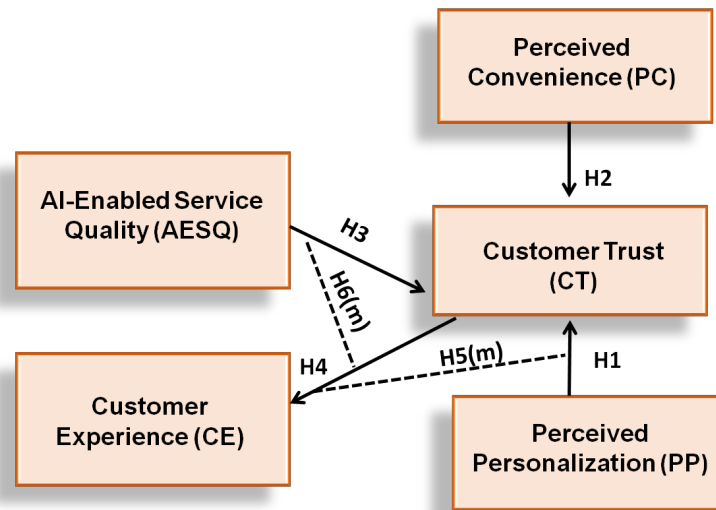 Perceived
Convenience (PC)
H2
AI-Enabled Service
Quality (AESQ)
H3
Customer Trust
(CT)
H6(m)
H5(m)
H4
H1
Customer
Experience (CE)
Perceived
Personalization (PP)